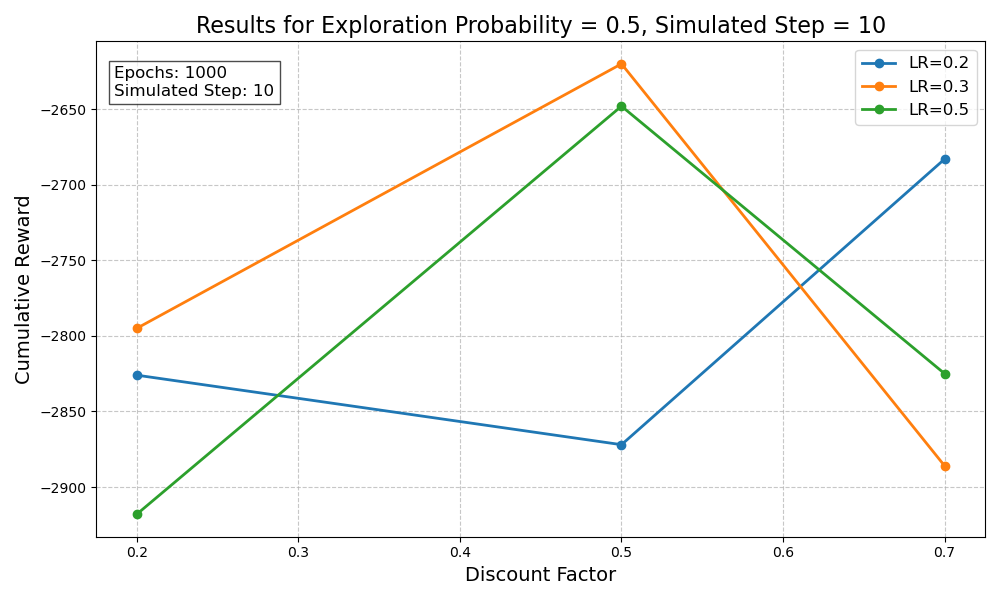 Results for Exploration Probability = 0.5, Simulated Step = 10
Epochs: 1000
Simulated Step: 10
LR=0.2
LR=0.3
LR=0.5
Cumulative Reward
−2650
−2700
−2750
−2800
−2850
−2900
0.2 0.3 0.4 0.5 0.6 0.7
Discount Factor